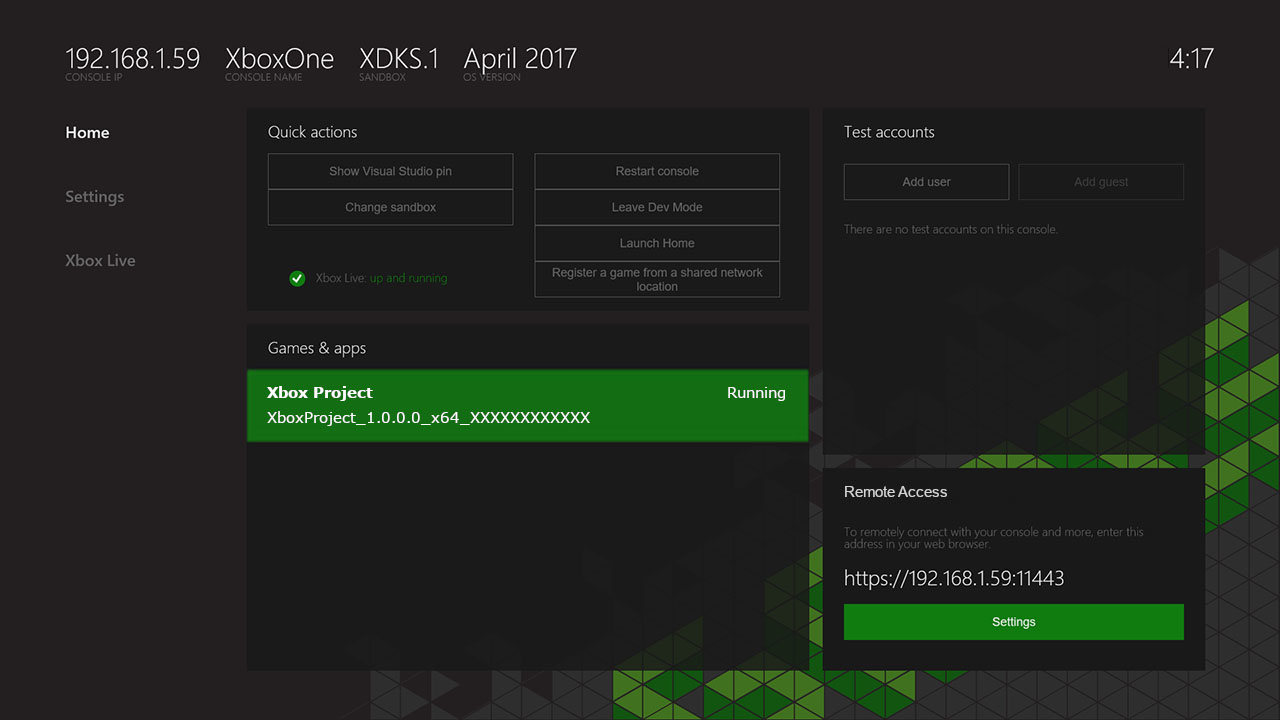 192.168.1.59 XboxOne XDKS.1 April 2017 4:17
CONSOLE IP CONSOLE NAME SANDBOX OS VERSION
Home
Settings
Xbox Live
Quick actions
Show Visual Studio pin
Change sandbox
Restart console
Leave Dev Mode
Launch Home
Register a game from a shared network
location
Xbox Live: up and running
Games & apps
Xbox Project Running
XboxProject_1.0.0.0_x64_XXXXXXXXXXXX
Test accounts
Add user Add guest
There are no test accounts on this console.
Remote Access
To remotely connect with your console and more, enter this
address in your web browser.
https://192.168.1.59:11443
Settings